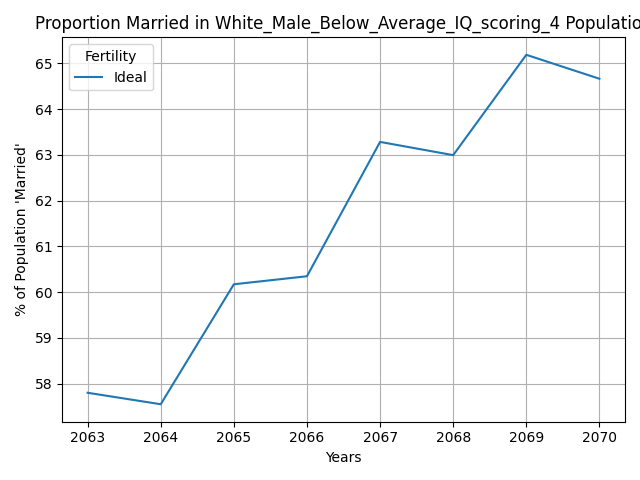 Proportion Married in White_Male_Below_Average_IQ_scoring_4 Populatio
Fertility
Ideal
% of Population 'Married'
65
64
63
62
61
60
59
58
2063 2064 2065 2066 2067 2068 2069 2070
Years